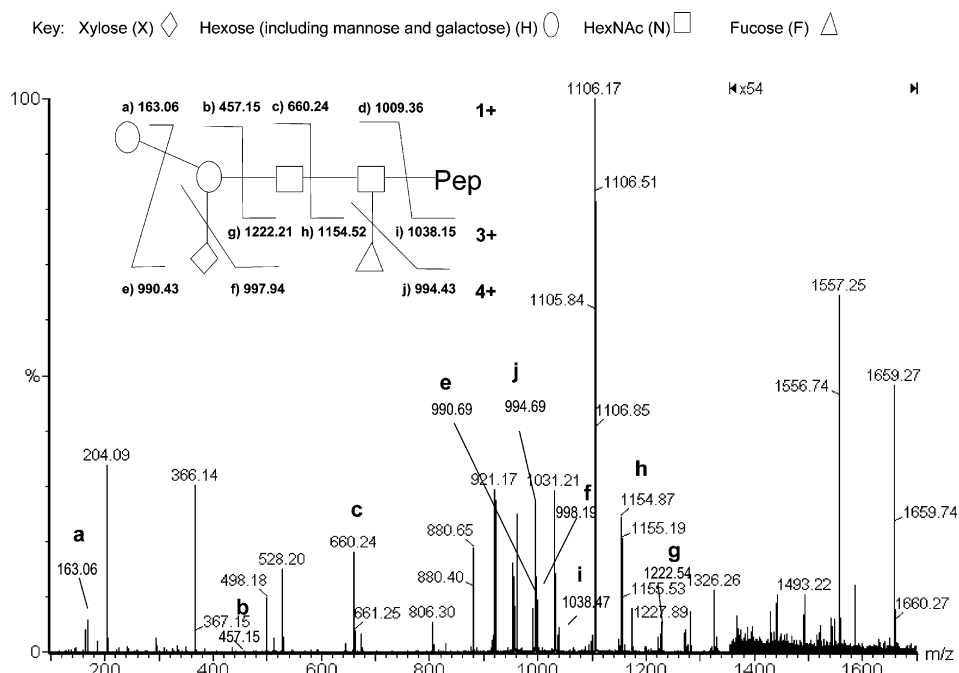 Key: Xylose (X) Hexose (including mannose and galactose) (H) HexNAc (N) Fucose (F)
100
1106.17
x54
a) 163.06 b) 457.15 c) 660.24 d) 1009.36 1+
Pep
1106.51
g) 1222.21 h) 1154.52 i) 1038.15 3+
e) 990.43 f) 997.94 j) 994.43 4+
1105.84
1557.25
%
1556.74
1659.27
e
j
990.69
994.69
1106.85
204.09
366.14
921.17
1031.21
h
f
998.19
1154.87
1659.74
a
c
880.65
1155.19
660.24
g
163.06
528.20
498.18
880.40
i
1222.54
b
1155.53
1326.26
1493.22
367.15
661.25
806.30
1038.47
1227.89
1660.27
457.15
0
200 400 600 800 1000 1200 1400 1600 m/z